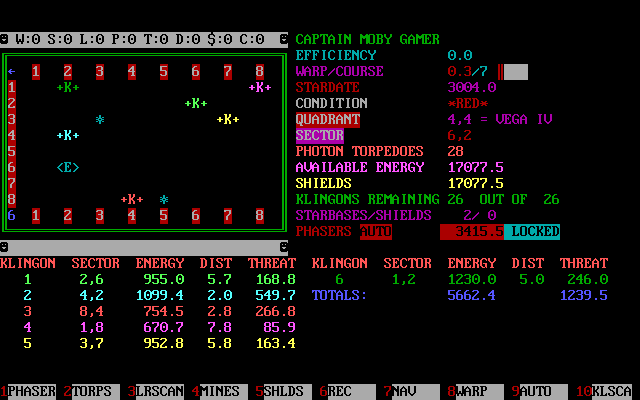 W:0 S:0 L:0 P:0 T:0 D:0 $:0 C:0
← 1 2 3 4 5 6 7 8
1 +K+ +K+
2 +K+
3 * +K+
4 +K+
5
6 <E>
7
8 +K+ *
6 1 2 3 4 5 6 7 8
CAPTAIN MOBY GAMER
EFFICIENCY 0.0
WARP/COURSE 0.3/7
STARDATE 3004.0
CONDITION *RED*
QUADRANT 4,4 = VEGA IV
SECTOR 6,2
PHOTON TORPEDOES 28
AVAILABLE ENERGY 17077.5
SHIELDS 17077.5
KLINGONS REMAINING 26 OUT OF 26
STARBASES/SHIELDS 2/ 0
PHASERS AUTO 3415.5 LOCKED
KLINGON SECTOR ENERGY DIST THREAT
1 2,6 955.0 5.7 168.8
2 4,2 1099.4 2.0 549.7
3 8,4 754.5 2.8 266.8
4 1,8 670.7 7.8 85.9
5 3,7 952.8 5.8 163.4
KLINGON SECTOR ENERGY DIST THREAT
6 1,2 1230.0 5.0 246.0
TOTALS: 5662.4 1239.5
1PHASER 2TORPS 3LRSCAN 4MINES 5SHLDS 6REC 7NAV 8WARP 9AUTO 10KLSCA